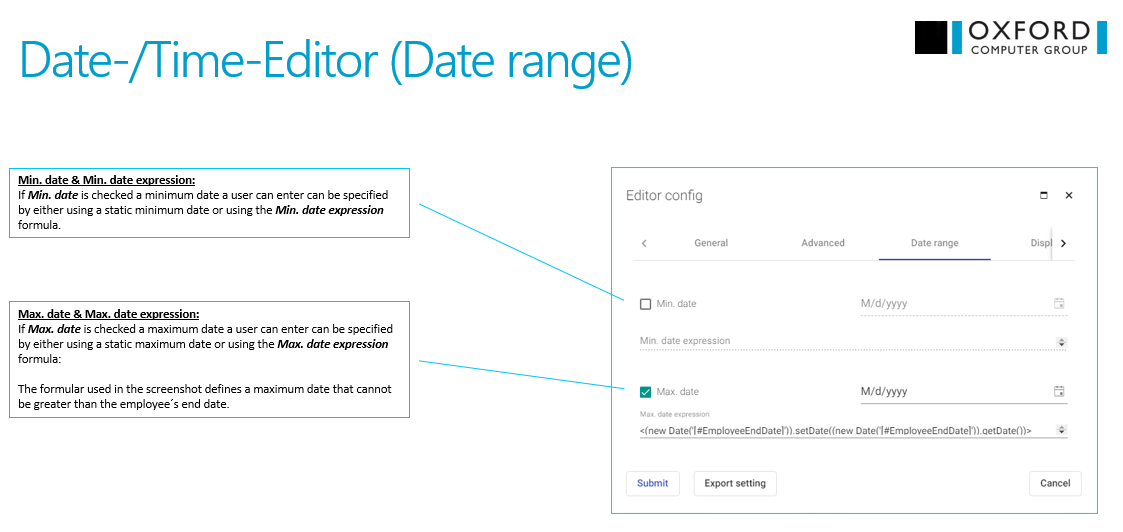 Date-/Time-Editor (Date range)
OXFORD
COMPUTER GROUP
Min. date & Min. date expression:
If Min. date is checked a minimum date a user can enter can be specified
by either using a static minimum date or using the Min. date expression
formula.
Max. date & Max. date expression:
If Max. date is checked a maximum date a user can enter can be specified
by either using a static maximum date or using the Max. date expression
formula:
The formular used in the screenshot defines a maximum date that cannot
be greater than the employee´s end date.
Editor config
General
Advanced
Date range
Displ
Min. date
M/d/yyyy
Min. date expression
Max. date
M/d/yyyy
Max. date expression
<(new Date('[#EmployeeEndDate]')).setDate((new Date('[#EmployeeEndDate]')).getDate())>
Submit
Export setting
Cancel